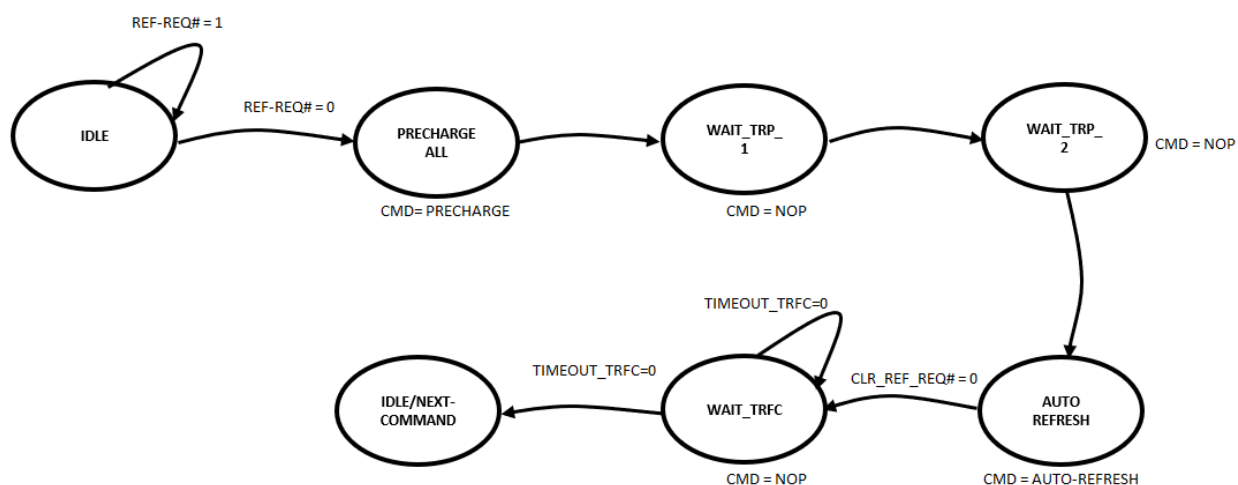 REF-REQ# = 1
REF-REQ# = 0
IDLE
PRECHARGE
ALL
CMD= PRECHARGE
WAIT_TRP_
1
CMD = NOP
WAIT_TRP_
2
CMD = NOP
TIMEOUT_TRFC=0
TIMEOUT_TRFC=0
CLR_REF_REQ# = 0
IDLE/NEXT-
COMMAND
WAIT_TRFC
CMD = NOP
AUTO
REFRESH
CMD = AUTO-REFRESH